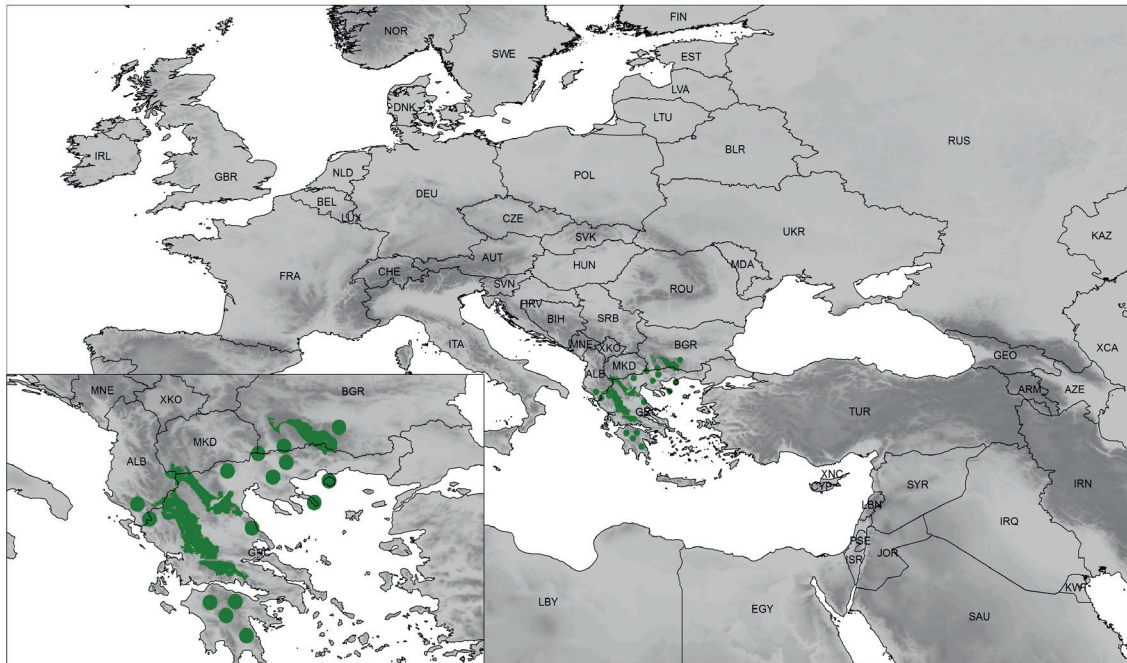 FIN
NOR
SWE
EST
LVA
DNK
LTU
RUS
BLR
IRL
GBR
NLD
POL
DEU
BEL
LUX
CZE
UKR
SVK
KAZ
AUT
HUN
MDA
FRA
CHE
SVN
ROU
HRV
BIH
SRB
XCA
ITA
MNE
XKO
BGR
GEO
MKD
ALB
ARM
AZE
GRC
TUR
XNC
CYP
SYR
IRN
LBN
IRQ
PSE
JOR
ISR
KWT
LBY
EGY
SAU
MNE
XKO
BGR
MKD
ALB
GRC